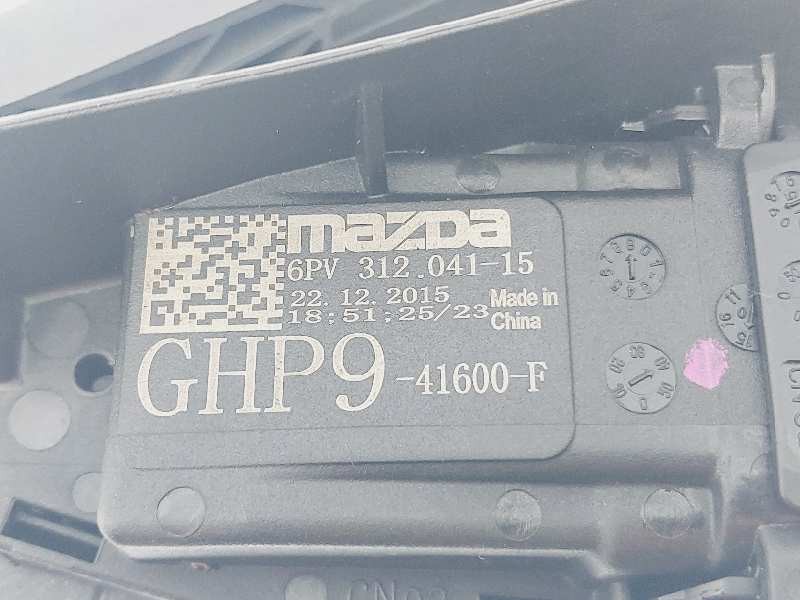 mazda
6PV 312.041-15
22.12.2015
18:51:25/23
Made in
China
GHP9-41600-F